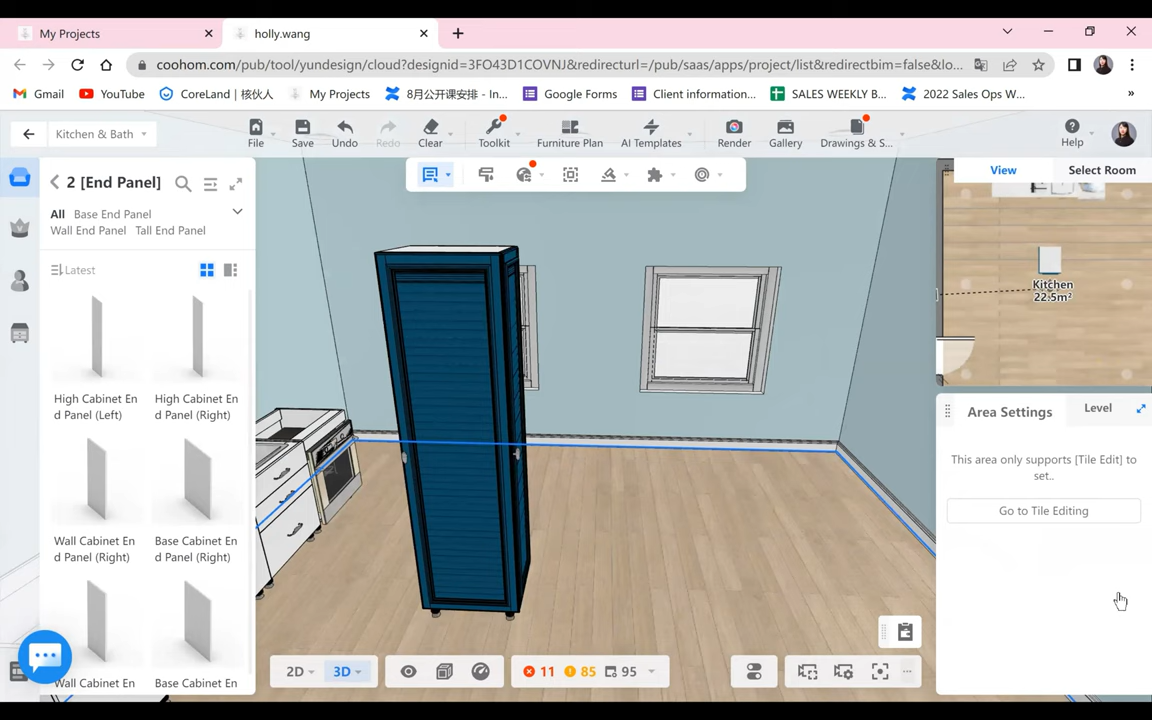 My Projects
holly.wang
coohom.com/pub/tool/yundesign/cloud?designid=3FO43D1COVNJ&redirecturl=/pub/saas/apps/project/list&redirectbim=false&lo...
Gmail
YouTube
CoreLand | 核伙人
My Projects
8月公开课安排 - In...
Google Forms
Client information...
SALES WEEKLY B...
2022 Sales Ops W...
»
Kitchen & Bath
File
Save
Undo
Redo
Clear
Toolkit
Furniture Plan
AI Templates
Render
Gallery
Drawings & S...
Help
2 [End Panel]
All Base End Panel
Wall End Panel Tall End Panel
Latest
High Cabinet En
d Panel (Left)
High Cabinet En
d Panel (Right)
Wall Cabinet En
d Panel (Right)
Base Cabinet En
d Panel (Right)
Wall Cabinet En
Base Cabinet En
View
Select Room
Kitchen
22.5m²
Area Settings
Level
This area only supports [Tile Edit] to
set..
Go to Tile Editing
2D
3D
11
85
95